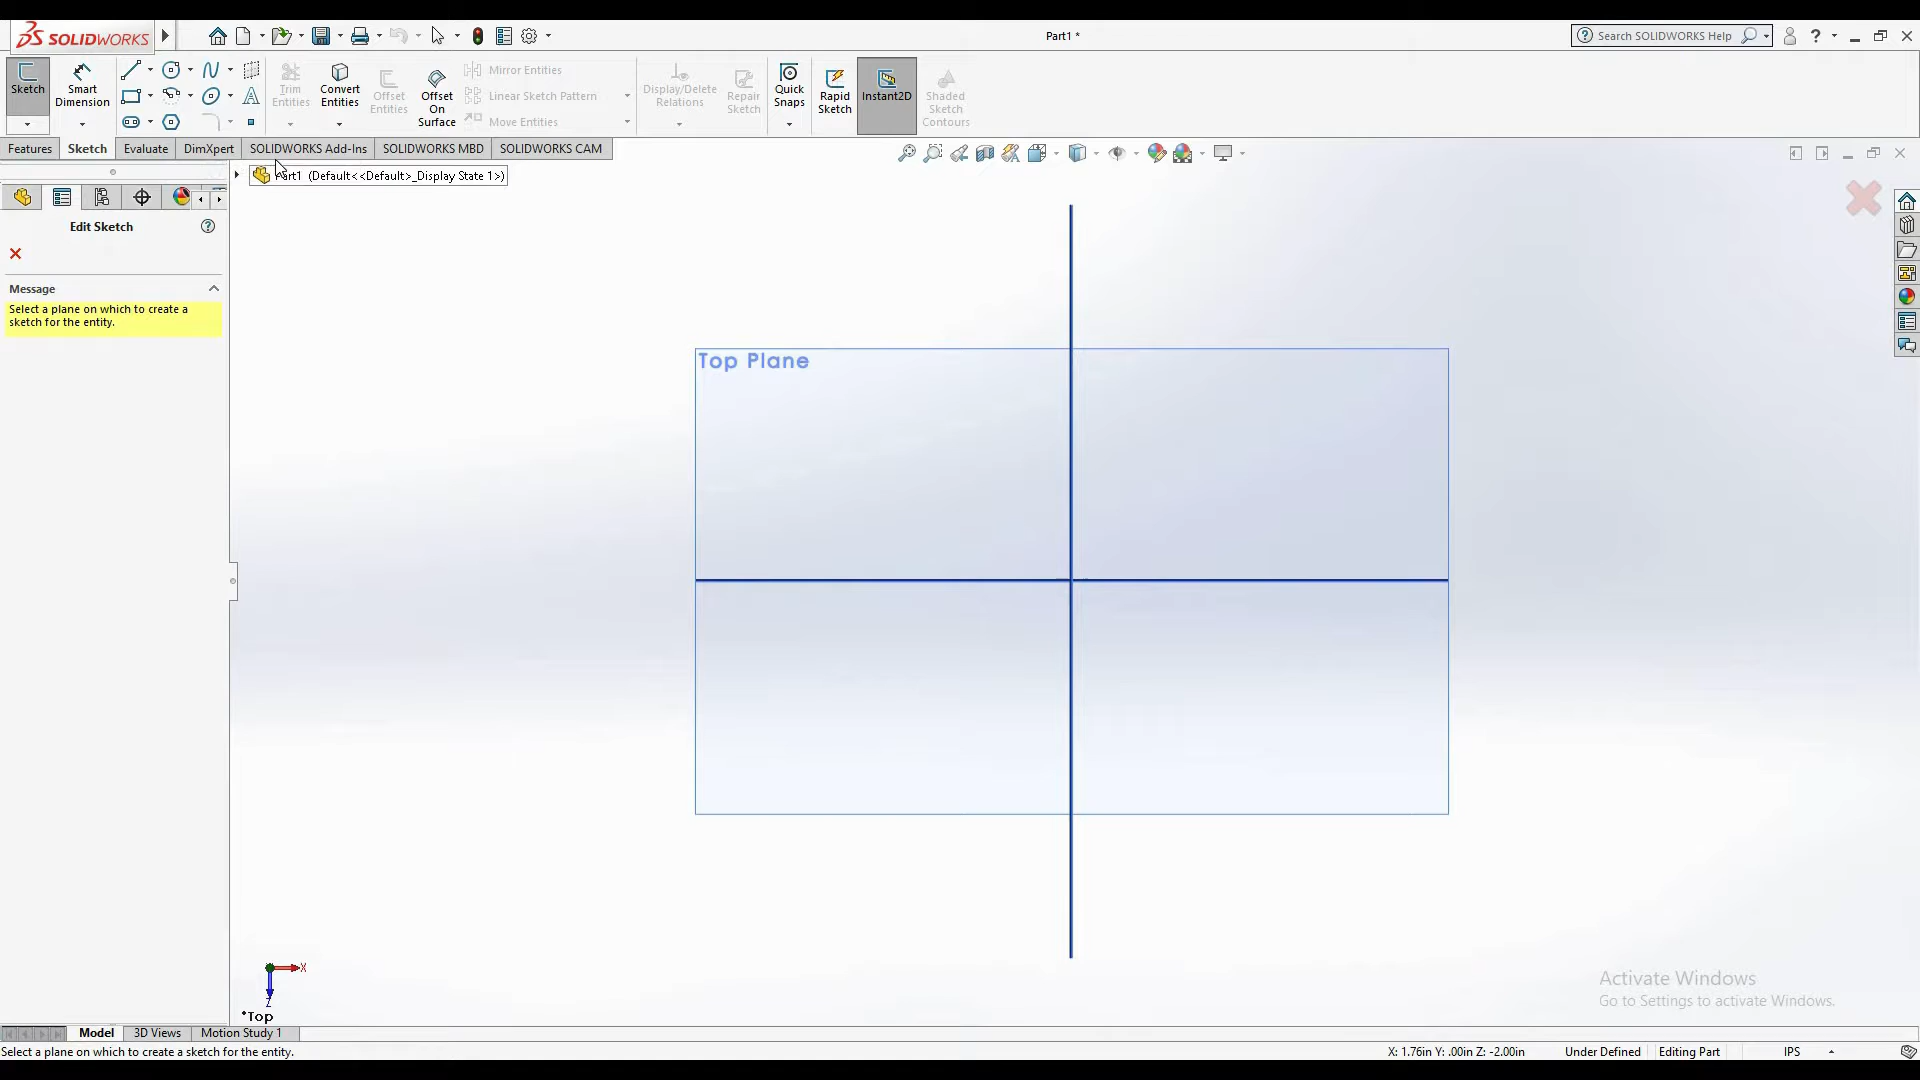 SOLIDWORKS
Part1 *
Search SOLIDWORKS Help
Sketch
Smart
Dimension
Trim
Entities
Convert
Entities
Offset
Entities
Offset
On
Surface
Mirror Entities
Linear Sketch Pattern
Move Entities
Display/Delete
Relations
Repair
Sketch
Quick
Snaps
Rapid
Sketch
Instant2D
Shaded
Sketch
Contours
Features
Sketch
Evaluate
DimXpert
SOLIDWORKS Add-Ins
SOLIDWORKS MBD
SOLIDWORKS CAM
Part1 (Default<<Default>_Display State 1>)
Edit Sketch
Message
Select a plane on which to create a
sketch for the entity.
Top Plane
X
Z
*Top
Activate Windows
Go to Settings to activate Windows.
Model
3D Views
Motion Study 1
Select a plane on which to create a sketch for the entity.
X: 1.76in Y: .00in Z: -2.00in
Under Defined
Editing Part
IPS